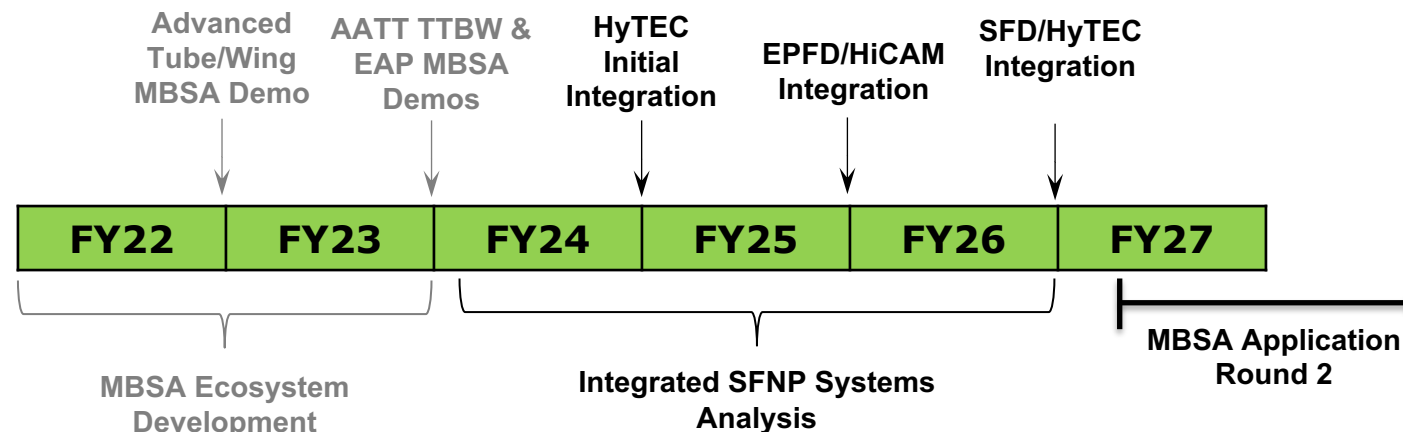 Advanced
Tube/Wing
MBSA Demo
AATT TTBW &
EAP MBSA
Demos
HyTEC
Initial
Integration
EPFD/HiCAM
Integration
SFD/HyTEC
Integration
FY22
FY23
FY24
FY25
FY26
FY27
MBSA Ecosystem
Development
Integrated SFNP Systems
Analysis
MBSA Application
Round 2